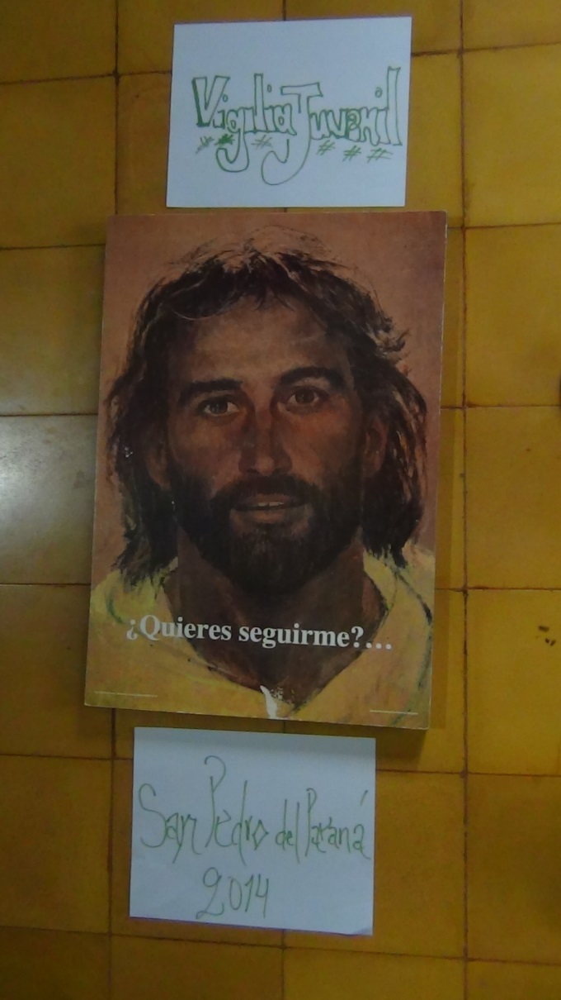 Vigilia Juvenil
# # # # # #
¿Quieres seguirme?...
San Pedro del Paraná
2014